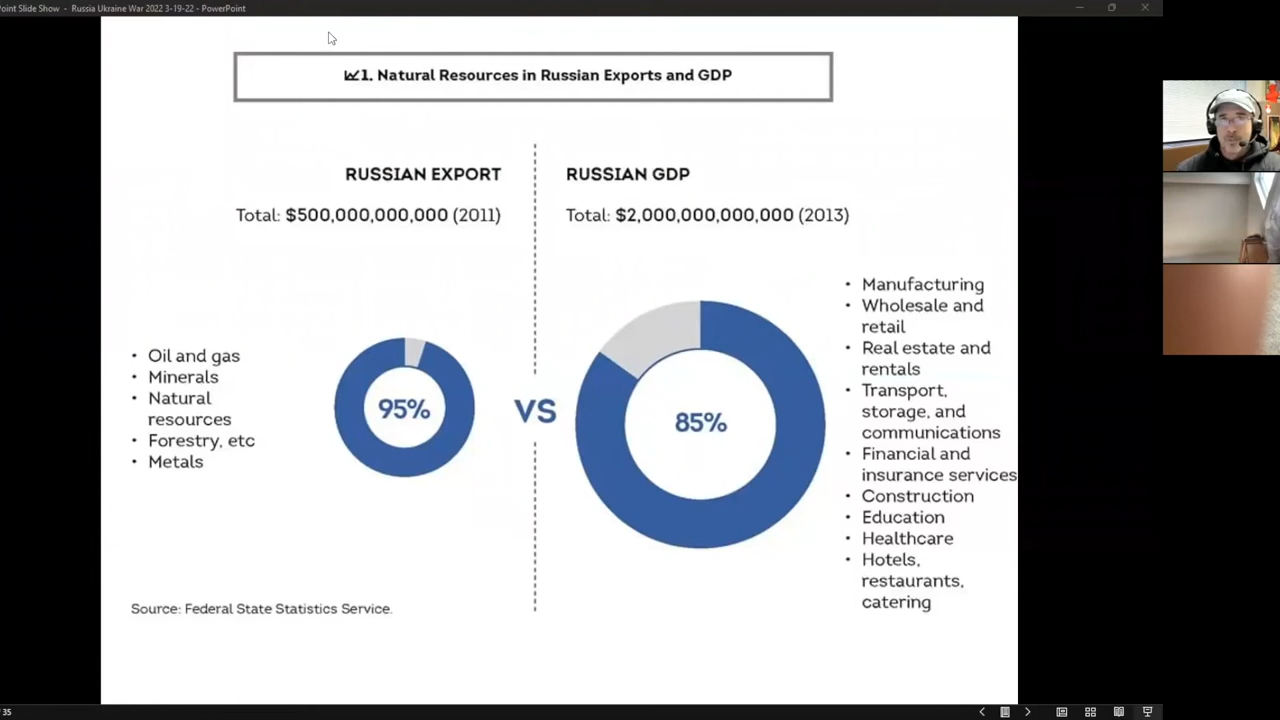 Point Slide Show - Russia Ukraine War 2022 3-19-22 - PowerPoint
1. Natural Resources in Russian Exports and GDP
RUSSIAN EXPORT
Total: $500,000,000,000 (2011)
• Oil and gas
• Minerals
• Natural
resources
• Forestry, etc
• Metals
95%
VS
RUSSIAN GDP
Total: $2,000,000,000,000 (2013)
85%
• Manufacturing
• Wholesale and
retail
• Real estate and
rentals
• Transport,
storage, and
communications
• Financial and
insurance services
• Construction
• Education
• Healthcare
• Hotels,
restaurants,
catering
Source: Federal State Statistics Service.
35